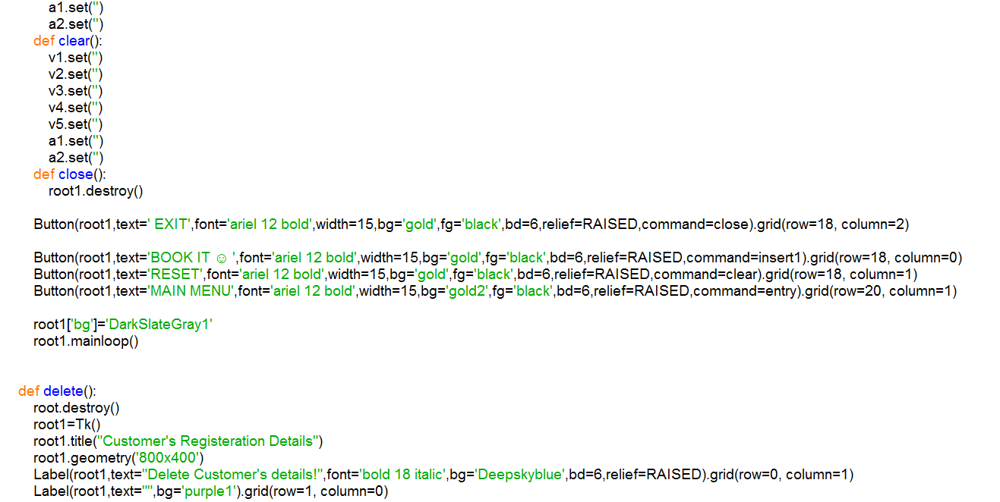 a1.set('')
a2.set('')
def clear():
v1.set('')
v2.set('')
v3.set('')
v4.set('')
v5.set('')
a1.set('')
a2.set('')
def close():
root1.destroy()
Button(root1,text=' EXIT',font='ariel 12 bold',width=15,bg='gold',fg='black',bd=6,relief=RAISED,command=close).grid(row=18, column=2)
Button(root1,text='BOOK IT ☺ ',font='ariel 12 bold',width=15,bg='gold',fg='black',bd=6,relief=RAISED,command=insert1).grid(row=18, column=0)
Button(root1,text='RESET',font='ariel 12 bold',width=15,bg='gold',fg='black',bd=6,relief=RAISED,command=clear).grid(row=18, column=1)
Button(root1,text='MAIN MENU',font='ariel 12 bold',width=15,bg='gold2',fg='black',bd=6,relief=RAISED,command=entry).grid(row=20, column=1)
root1['bg']='DarkSlateGray1'
root1.mainloop()
def delete():
root.destroy()
root1=Tk()
root1.title("Customer's Registeration Details")
root1.geometry('800x400')
Label(root1,text="Delete Customer's details!",font='bold 18 italic',bg='Deepskyblue',bd=6,relief=RAISED).grid(row=0, column=1)
Label(root1,text="",bg='purple1').grid(row=1, column=0)